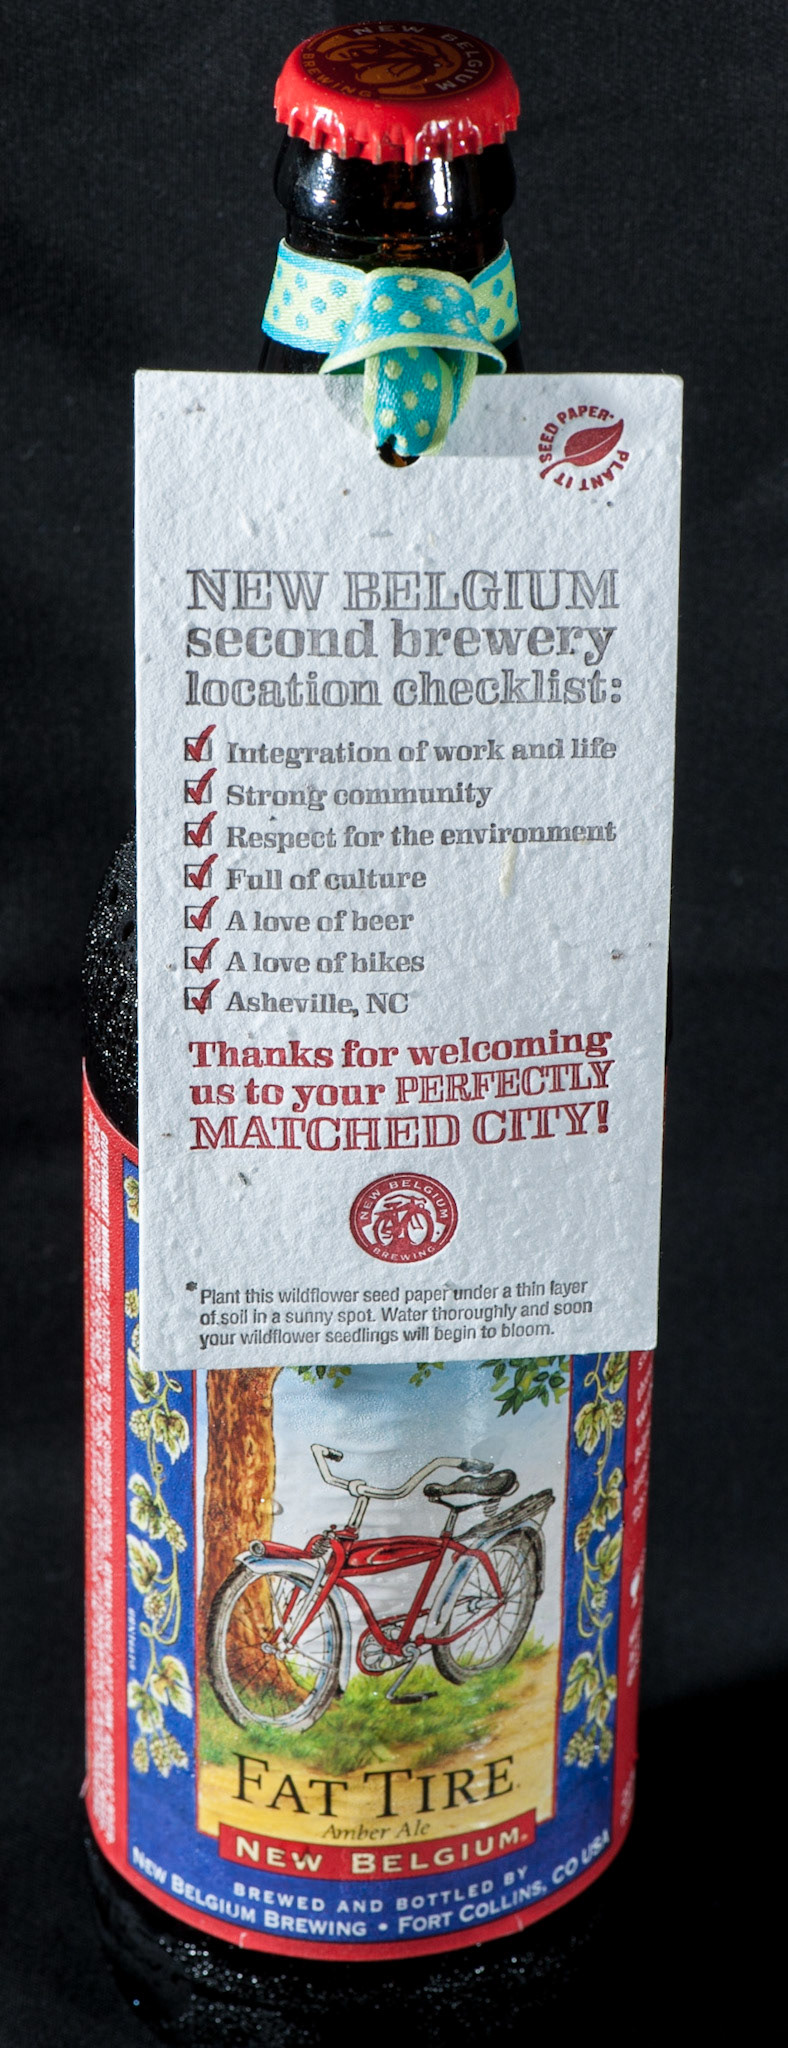 NEW BELGIUM
BREWING
SEED PAPER*
PLANT IT
NEW BELGIUM
second brewery
location checklist:
Integration of work and life
Strong community
Respect for the environment
Full of culture
A love of beer
A love of bikes
Asheville, NC
Thanks for welcoming
us to your PERFECTLY
MATCHED CITY!
NEW BELGIUM
BREWING
*Plant this wildflower seed paper under a thin layer
of soil in a sunny spot. Water thoroughly and soon
your wildflower seedlings will begin to bloom.
FAT TIRE
Amber Ale
NEW BELGIUM.
BREWED AND BOTTLED BY
NEW BELGIUM BREWING • FORT COLLINS, CO USA